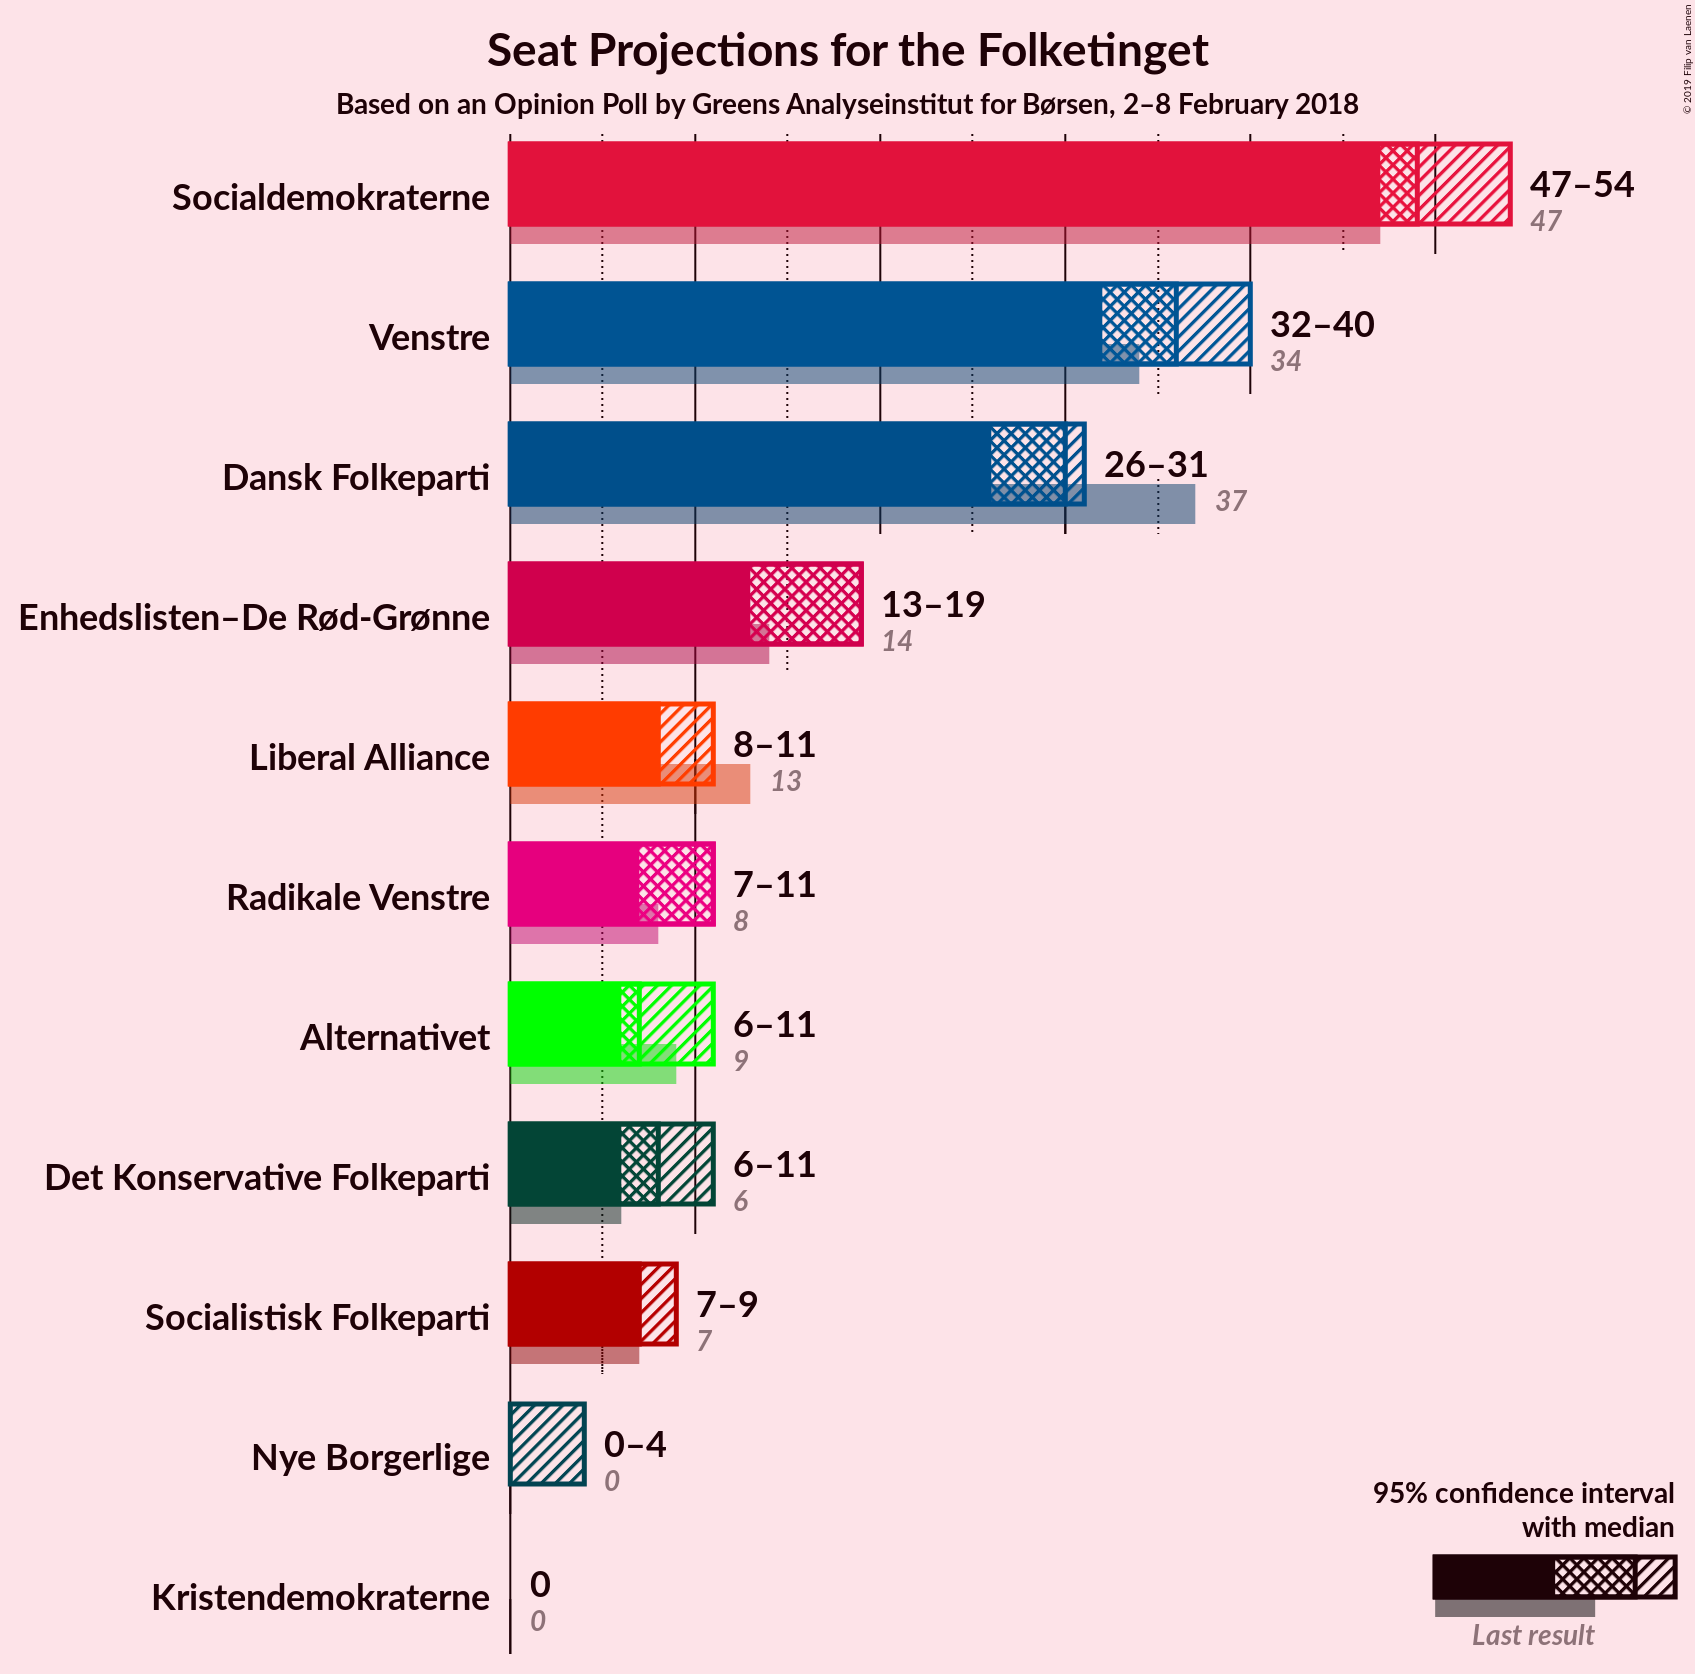 Seat Projections for the Folketinget
Based on an Opinion Poll by Greens Analyseinstitut for Børsen, 2–8 February 2018
© 2019 Filip van Laenen
Socialdemokraterne
47–54
47
Venstre
32–40
34
Dansk Folkeparti
26–31
37
Enhedslisten–De Rød-Grønne
13–19
14
Liberal Alliance
8–11
13
Radikale Venstre
7–11
8
Alternativet
6–11
9
Det Konservative Folkeparti
6–11
6
Socialistisk Folkeparti
7–9
7
Nye Borgerlige
0–4
0
Kristendemokraterne
0
0
95% confidence interval
with median
Last result